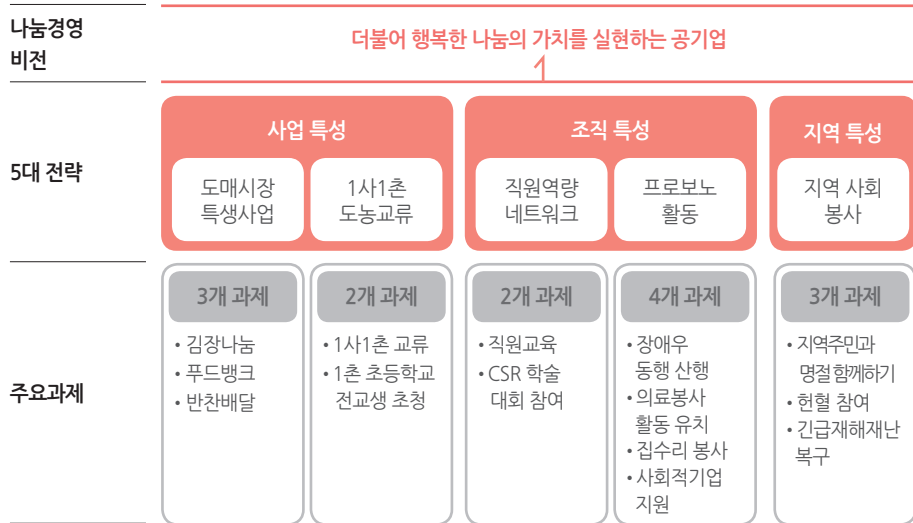 나눔경영
비전
더불어 행복한 나눔의 가치를 실현하는 공기업
5대 전략
사업 특성
도매시장
특생사업
1사1촌
도농교류
조직 특성
직원역량
네트워크
프로보노
활동
지역 특성
지역 사회
봉사
주요과제
3개 과제
• 김장나눔
• 푸드뱅크
• 반찬배달
2개 과제
• 1사1촌 교류
• 1촌 초등학교
전교생 초청
2개 과제
• 직원교육
• CSR 학술
대회 참여
4개 과제
• 장애우
동행 산행
• 의료봉사
활동 유치
• 집수리 봉사
• 사회적기업
지원
3개 과제
• 지역주민과
명절함께하기
• 헌혈 참여
• 긴급재해재난
복구